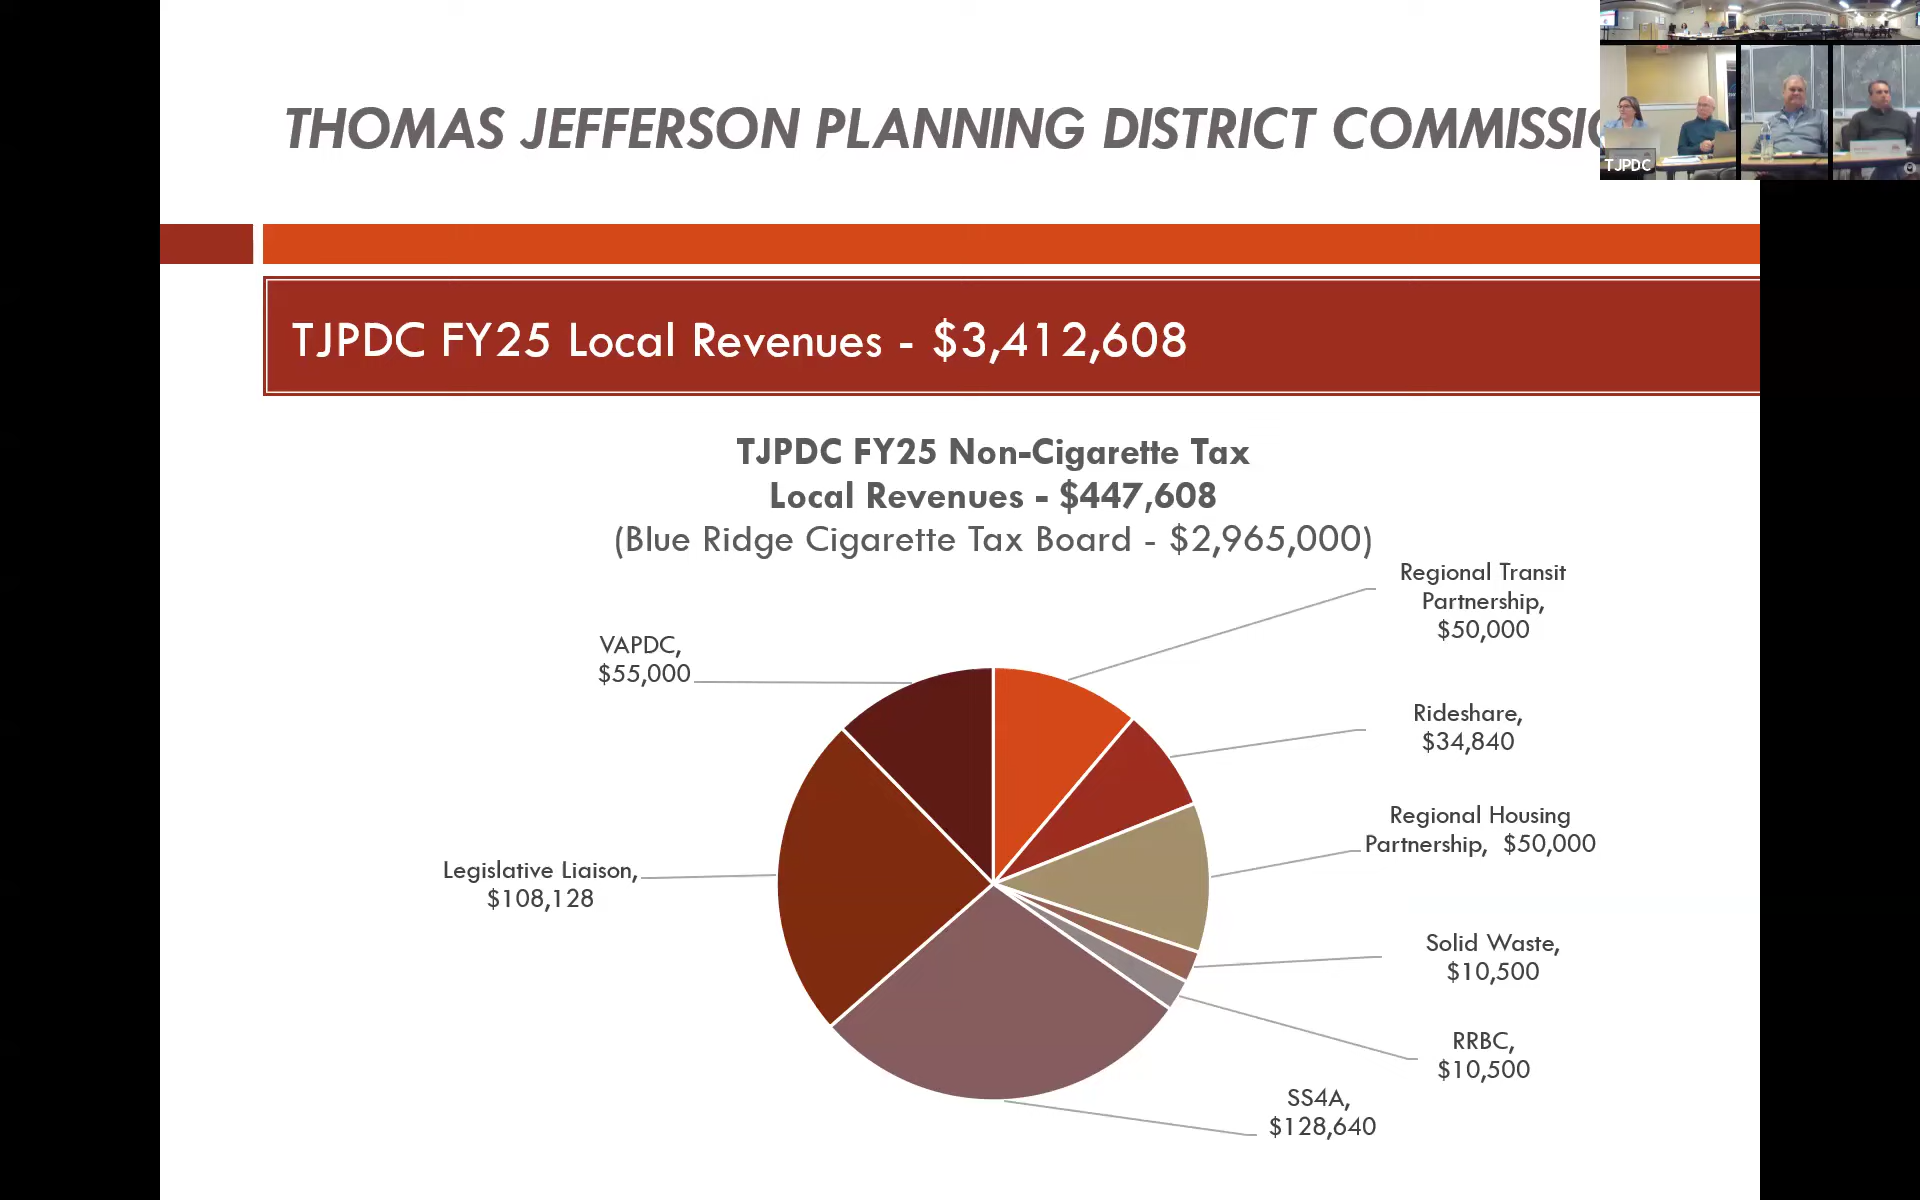 THOMAS JEFFERSON PLANNING DISTRICT COMMISSIO
TJPDC
TJPDC FY25 Local Revenues - $3,412,608
TJPDC FY25 Non-Cigarette Tax
Local Revenues - $447,608
(Blue Ridge Cigarette Tax Board - $2,965,000)
Regional Transit
Partnership,
$50,000
VAPDC,
$55,000
Rideshare,
$34,840
Regional Housing
Partnership, $50,000
Legislative Liaison,
$108,128
Solid Waste,
$10,500
RRBC,
$10,500
SS4A,
$128,640